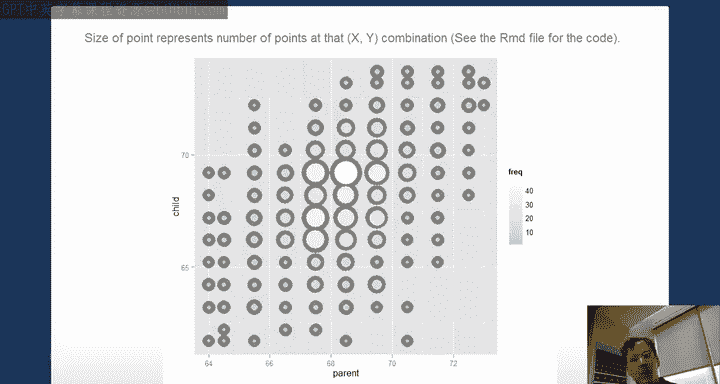 Size of point represents number of points at that (X, Y) combination (See the Rmd file for the code).
child
70
65
64
66
68
70
72
parent
freq
40
30
20
10